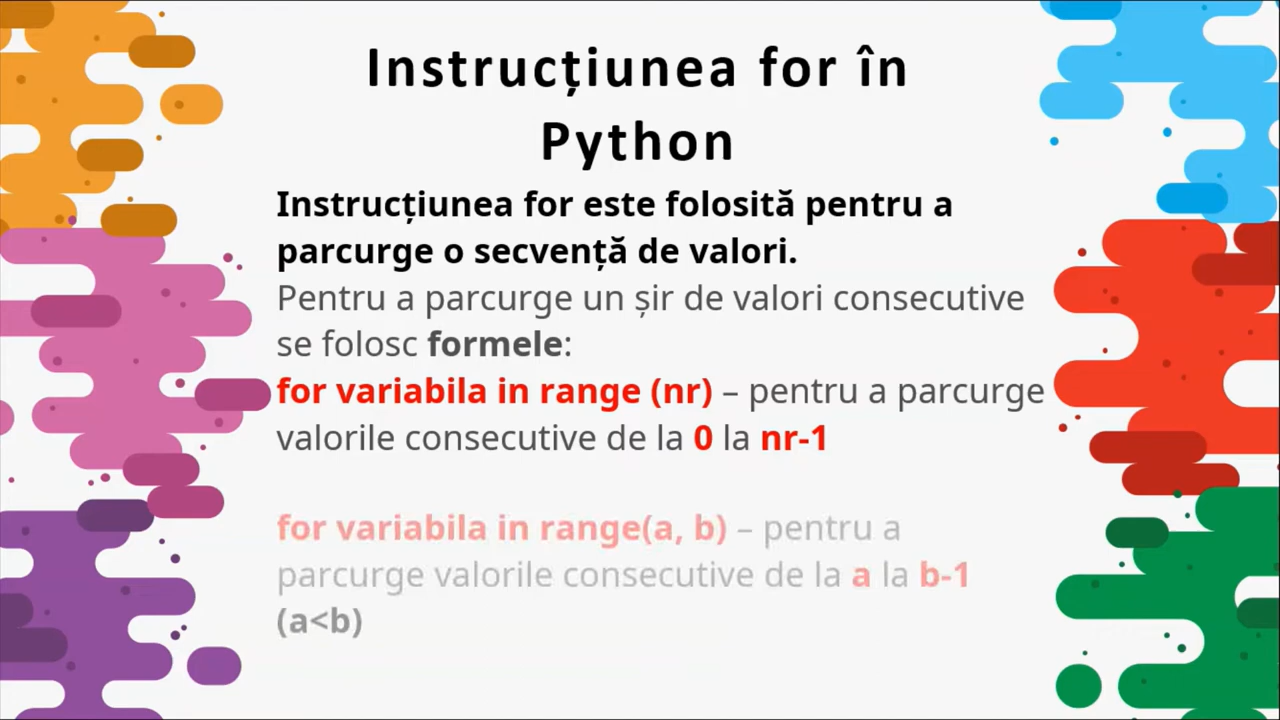 Instrucțiunea for în
Python
Instrucțiunea for este folosită pentru a
parcurge o secvență de valori.
Pentru a parcurge un șir de valori consecutive
se folosc formele:
for variabila in range (nr) – pentru a parcurge
valorile consecutive de la 0 la nr-1
for variabila in range(a, b) – pentru a
parcurge valorile consecutive de la a la b-1
(a<b)